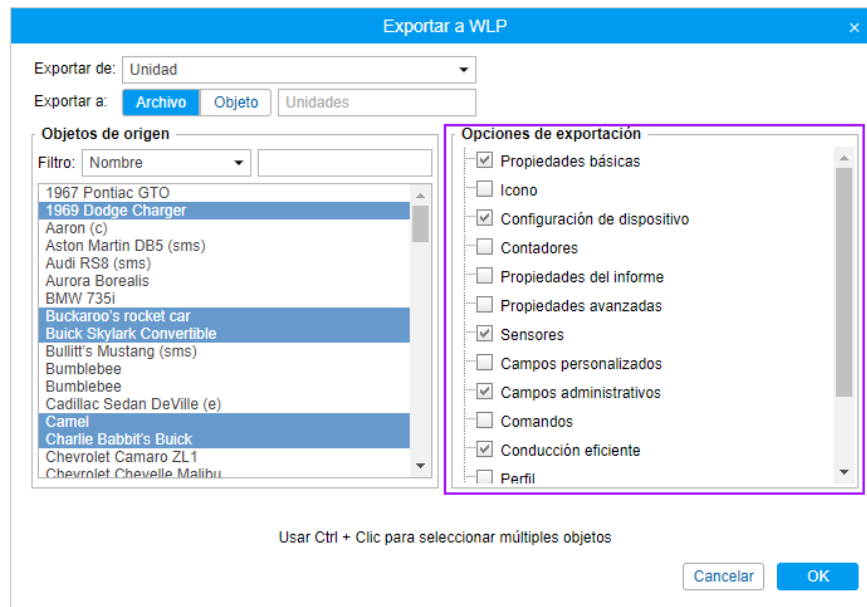 Exportar a WLP ×
Exportar de: Unidad
Exportar a: Archivo Objeto Unidades
Objetos de origen
Filtro: Nombre
1967 Pontiac GTO
1969 Dodge Charger
Aaron (c)
Aston Martin DB5 (sms)
Audi RS8 (sms)
Aurora Borealis
BMW 735i
Buckaroo's rocket car
Buick Skylark Convertible
Bullitt's Mustang (sms)
Bumblebee
Bumblebee
Cadillac Sedan DeVille (e)
Camel
Charlie Babbit's Buick
Chevrolet Camaro ZL1
Chevrolet Chevelle Malibu
Opciones de exportación
Propiedades básicas
Icono
Configuración de dispositivo
Contadores
Propiedades del informe
Propiedades avanzadas
Sensores
Campos personalizados
Campos administrativos
Comandos
Conducción eficiente
Perfil
Usar Ctrl + Clic para seleccionar múltiples objetos
Cancelar OK